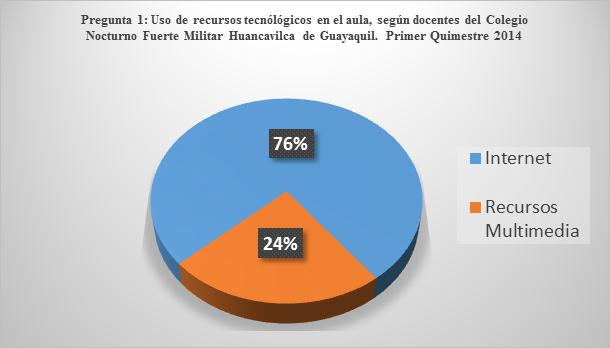 Pregunta 1: Uso de recursos tecnólógicos en el aula, según docentes del Colegio
Nocturno Fuerte Militar Huancavilca de Guayaquil. Primer Quimestre 2014
76%
24%
Internet
Recursos
Multimedia